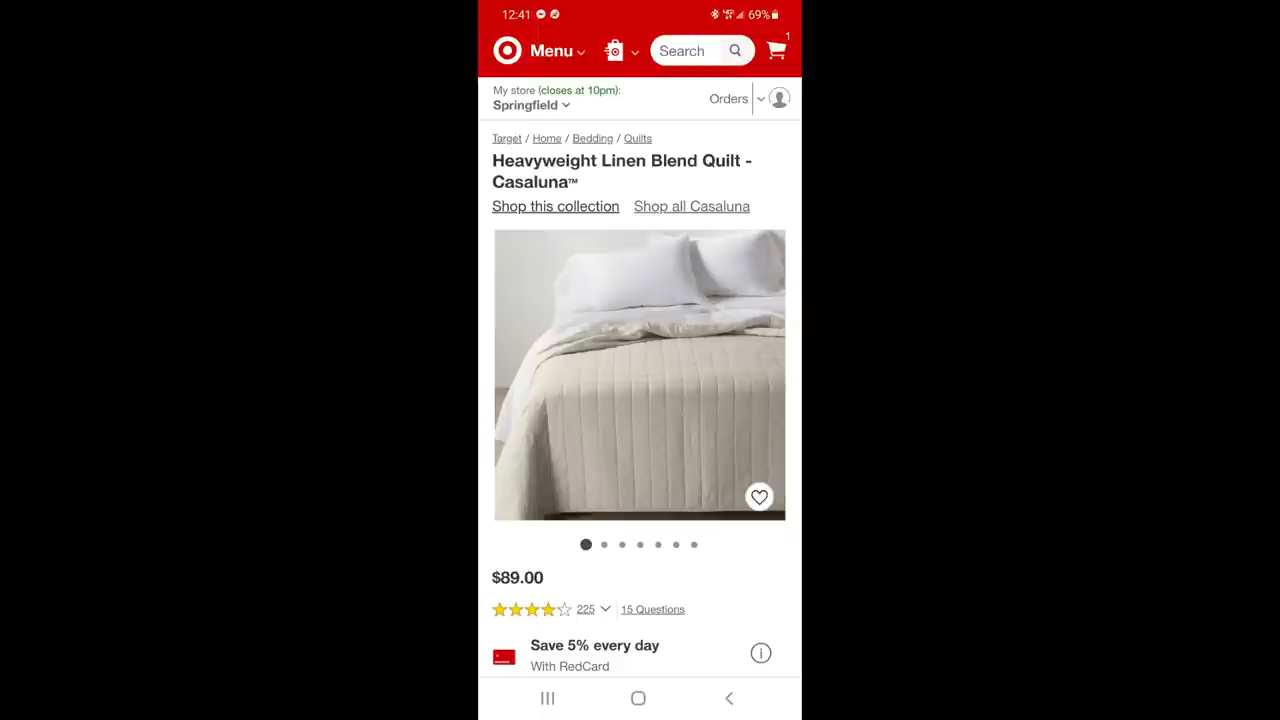 12:41 69%
1
Menu Search
My store (closes at 10pm):
Springfield Orders
Target / Home / Bedding / Quilts
Heavyweight Linen Blend Quilt -
Casaluna™
Shop this collection Shop all Casaluna
$89.00
225 15 Questions
Save 5% every day
With RedCard